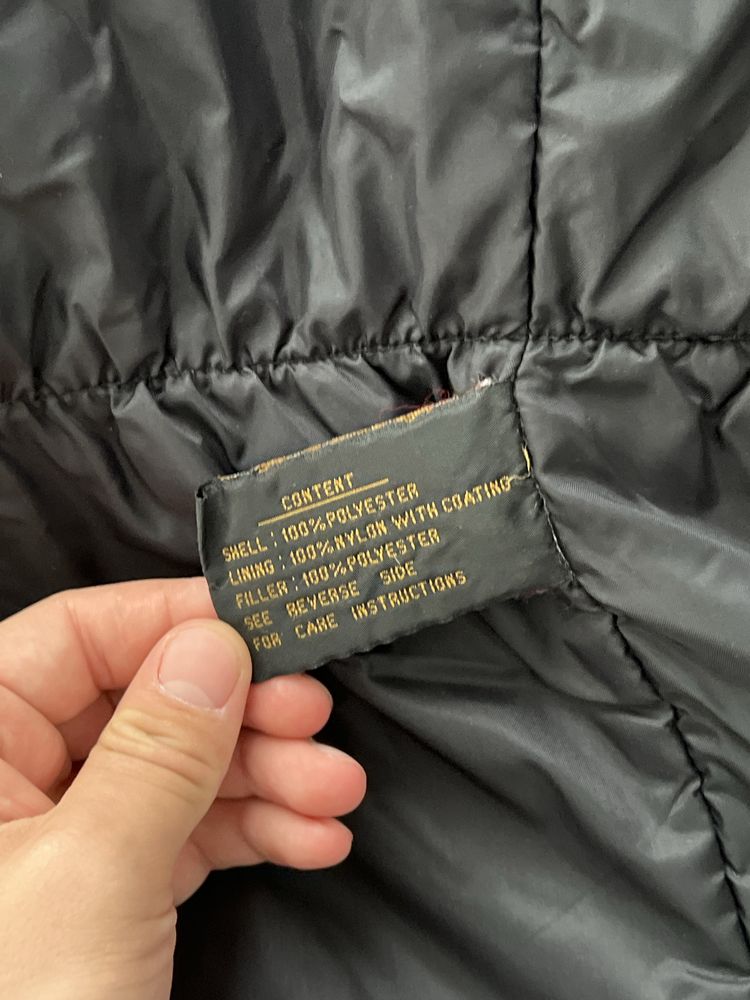 CONTENT
SHELL : 100% POLYESTER
LINING : 100% NYLON WITH COATING
FILLER : 100% POLYESTER
SEE REVERSE SIDE
FOR CARE INSTRUCTIONS